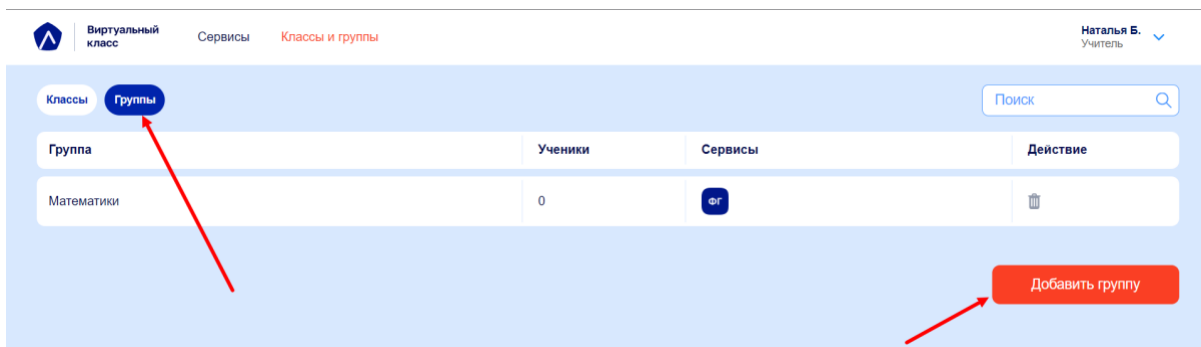 Виртуальный
класс
Сервисы
Классы и группы
Наталья Б.
Учитель
Классы
Группы
Поиск
Группа Ученики Сервисы Действие
Математики 0 ФГ
Добавить группу